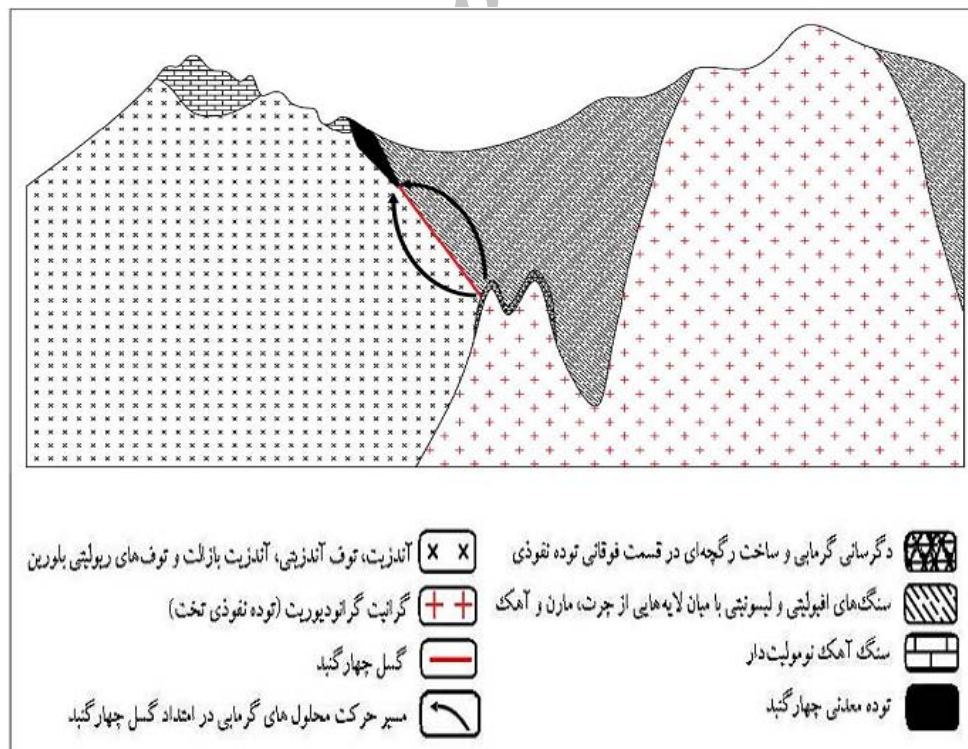 دگرسانی گرمابی و ساخت رگچه‌ای در قسمت فوقانی توده نفوذی
سنگ‌های افیولیتی و لیسونیتی با میان لایه‌هایی از چرت، مارن و آهک
سنگ آهک نومولیت‌دار
توده معدنی چهارگنبد
آندزیت، توف آندزیتی، آندزیت بازالت و توف‌های ریولیتی بلورین
گرانیت گرانودیوریت (توده نفوذی تخت)
گسل چهارگنبد
مسیر حرکت محلول های گرمابی در امتداد گسل چهارگنبد